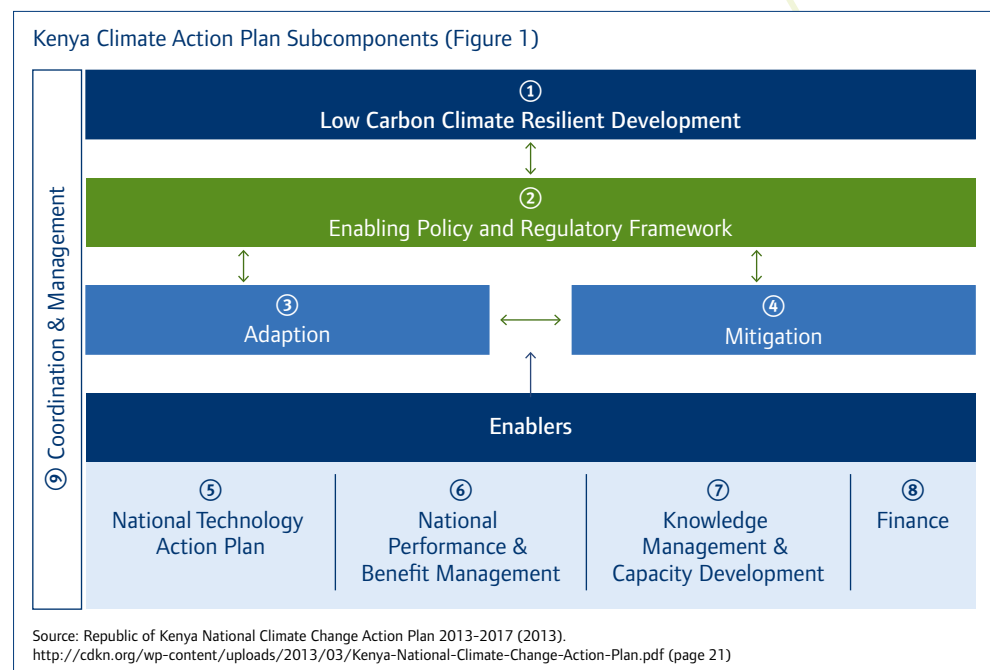 Kenya Climate Action Plan Subcomponents (Figure 1)
⑨ Coordination & Management
①
Low Carbon Climate Resilient Development
②
Enabling Policy and Regulatory Framework
③
Adaption
④
Mitigation
Enablers
⑤
National Technology
Action Plan
⑥
National
Performance &
Benefit Management
⑦
Knowledge
Management &
Capacity Development
⑧
Finance
Source: Republic of Kenya National Climate Change Action Plan 2013-2017 (2013).
http://cdkn.org/wp-content/uploads/2013/03/Kenya-National-Climate-Change-Action-Plan.pdf (page 21)